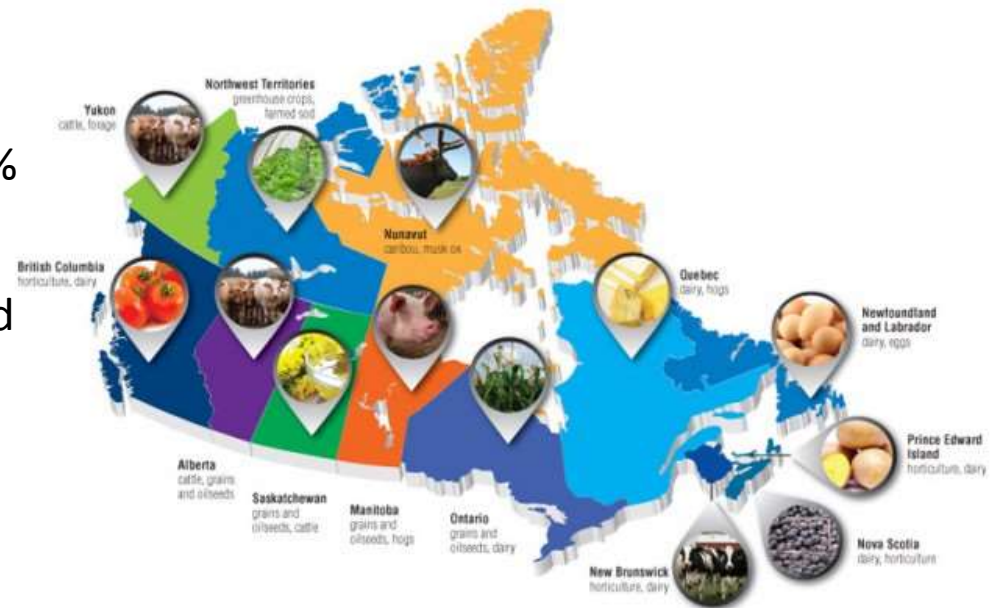 %
d
Yukon
cattle, forage
Northwest Territories
greenhouse crops,
farmed sod
Nunavut
caribou, musk ox
British Columbia
horticulture, dairy
Quebec
dairy, hogs
Newfoundland
and Labrador
dairy, eggs
Prince Edward
Island
horticulture, dairy
Alberta
cattle, grains
and oilseeds
Saskatchewan
grains and
oilseeds, cattle
Manitoba
grains and
oilseeds, hogs
Ontario
grains and
oilseeds, dairy
New Brunswick
horticulture, dairy
Nova Scotia
dairy, horticulture